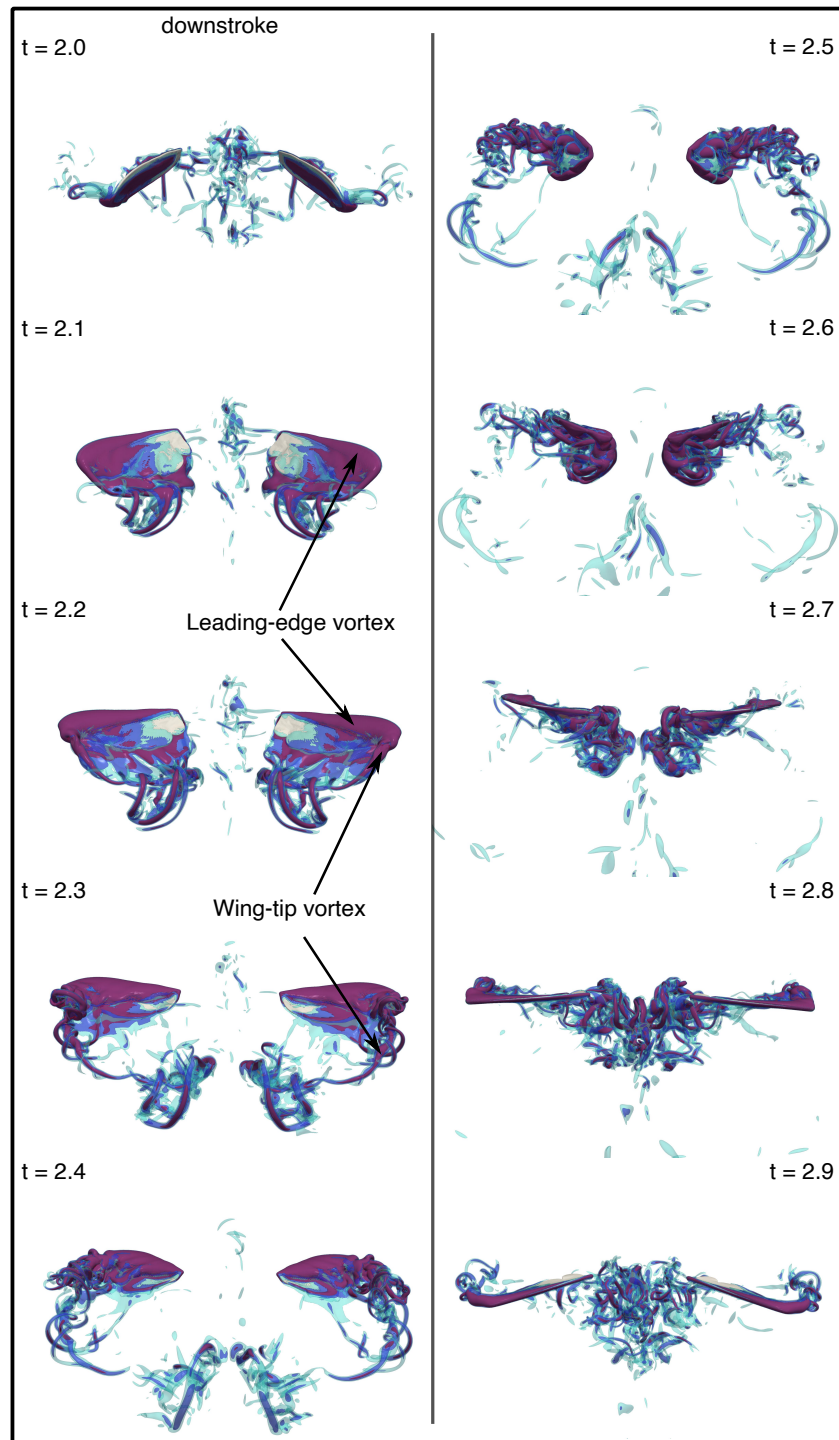 downstroke
t = 2.0
t = 2.1
t = 2.2
Leading-edge vortex
t = 2.3
Wing-tip vortex
t = 2.4
t = 2.5
t = 2.6
t = 2.7
t = 2.8
t = 2.9